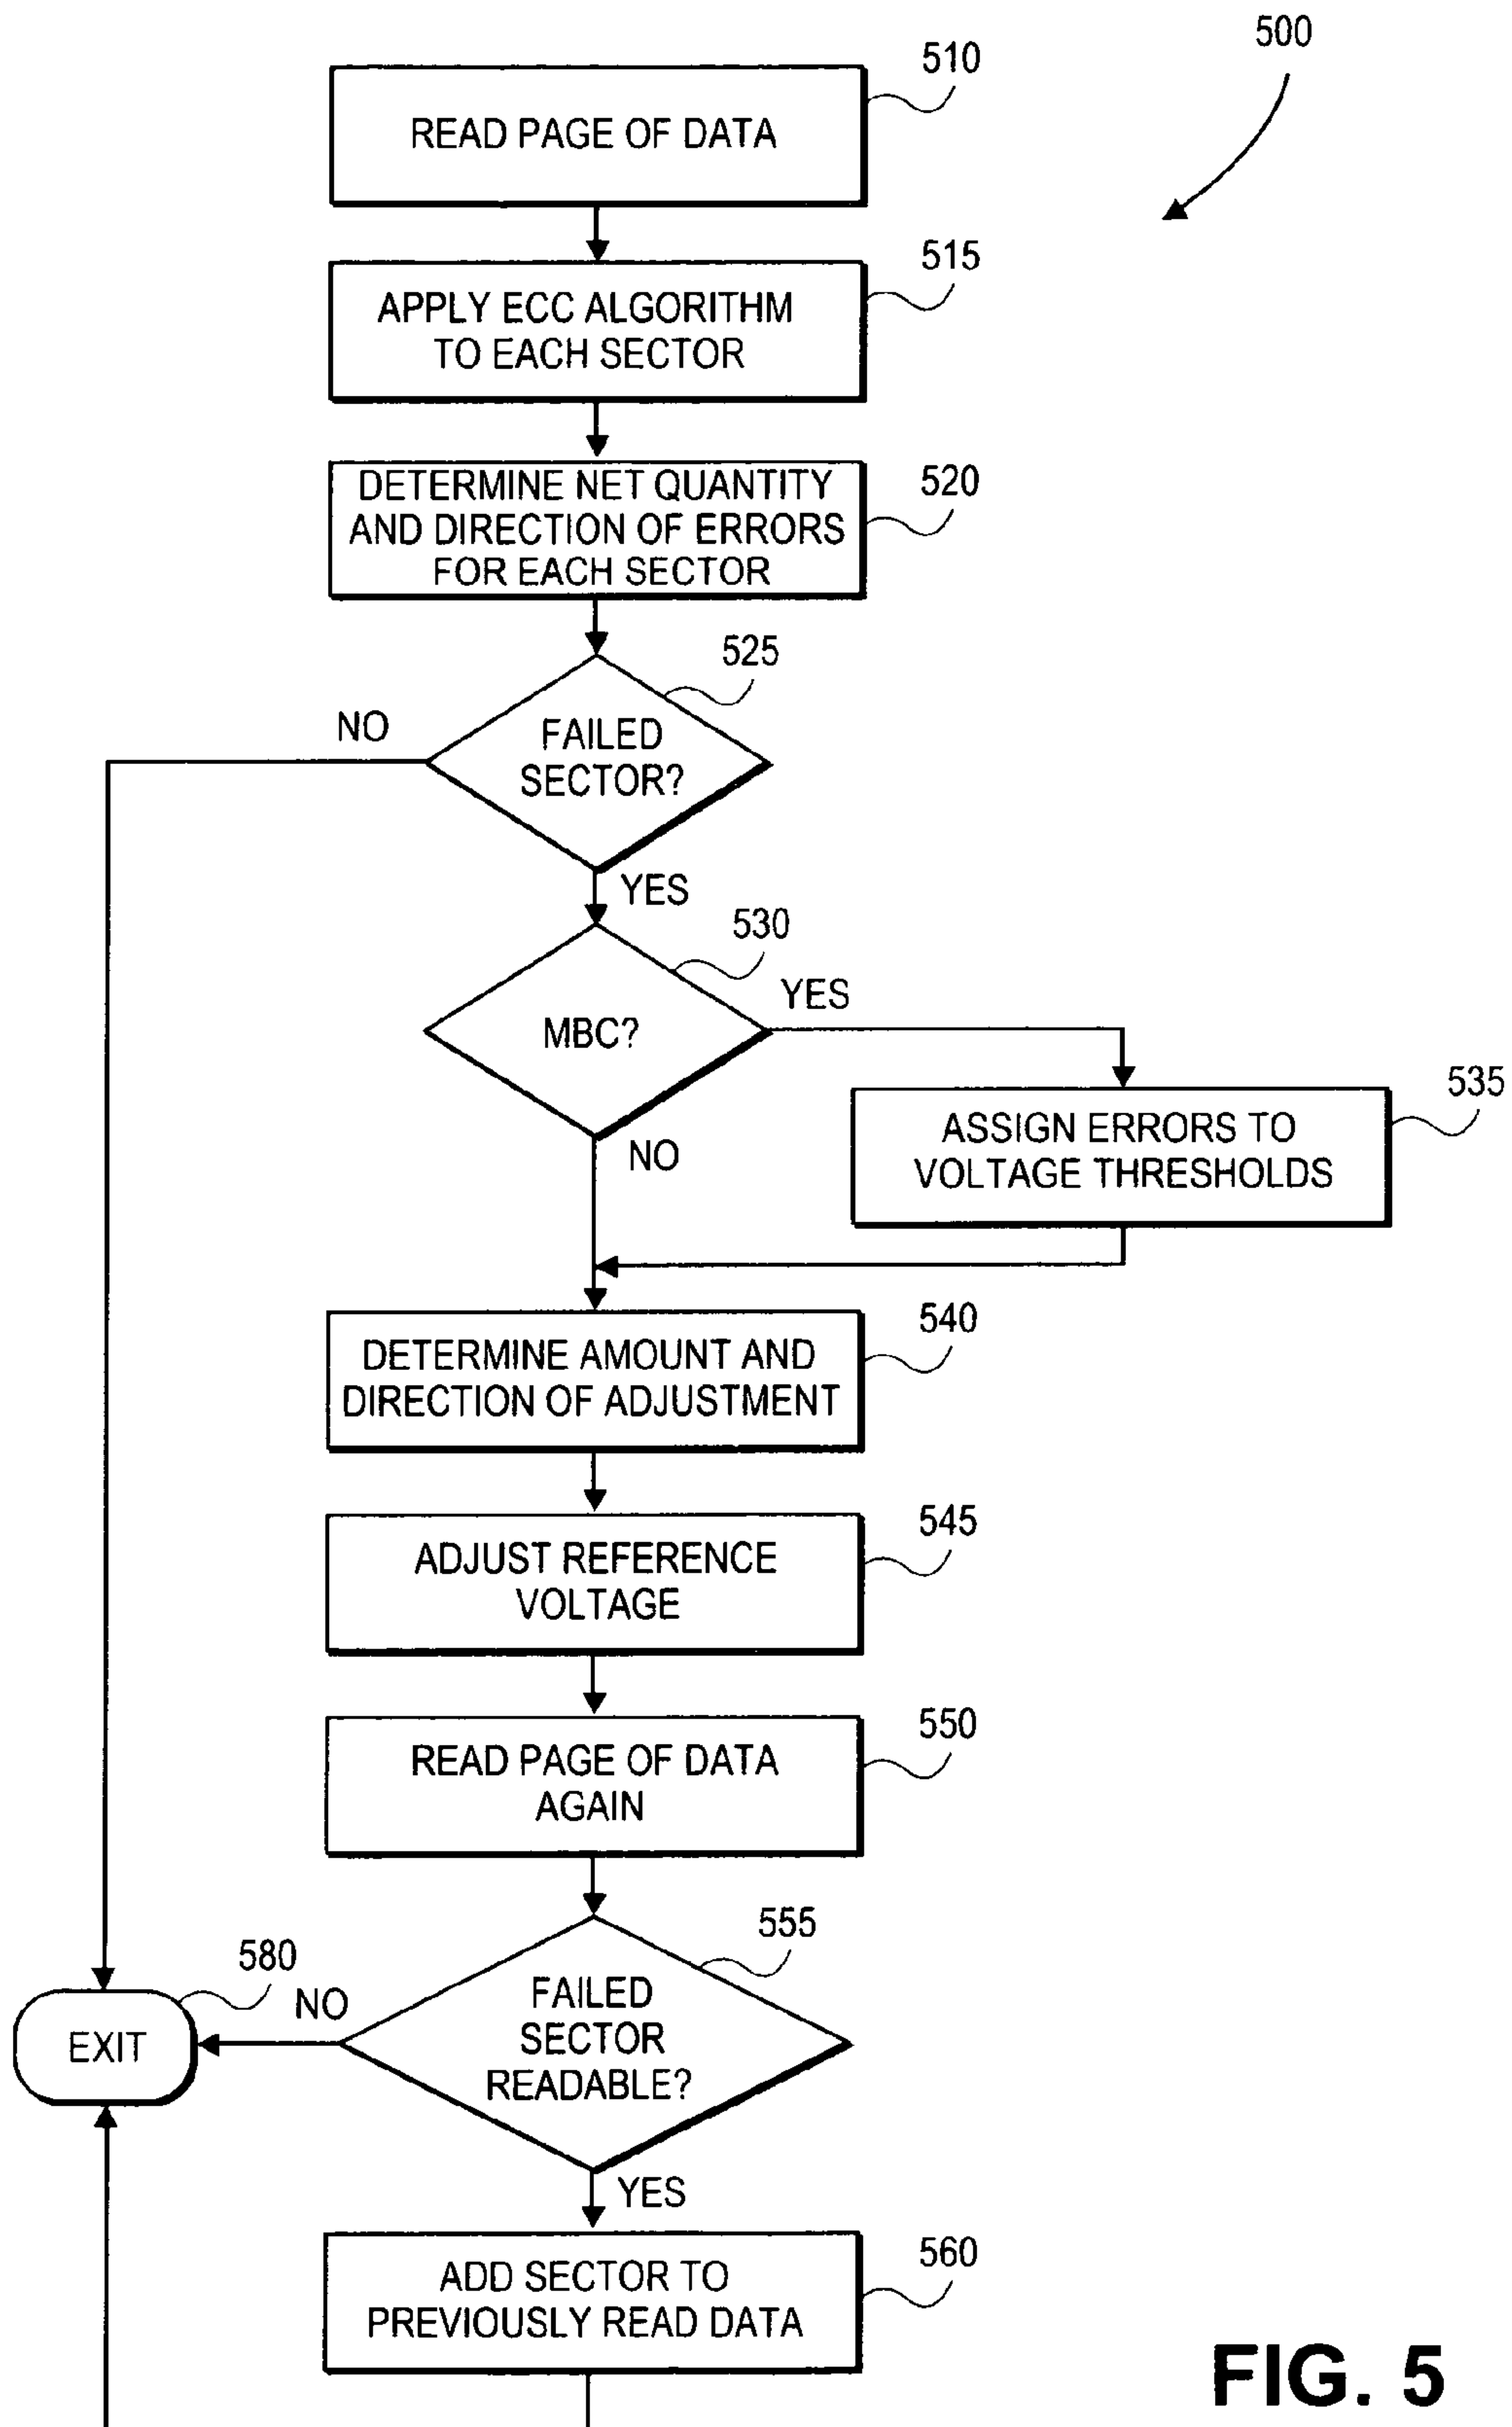 500
510
READ PAGE OF DATA
515
APPLY ECC ALGORITHM
TO EACH SECTOR
520
DETERMINE NET QUANTITY
AND DIRECTION OF ERRORS
FOR EACH SECTOR
525
NO
FAILED
SECTOR?
YES
530
YES
MBC?
535
ASSIGN ERRORS TO
VOLTAGE THRESHOLDS
NO
540
DETERMINE AMOUNT AND
DIRECTION OF ADJUSTMENT
545
ADJUST REFERENCE
VOLTAGE
550
READ PAGE OF DATA
AGAIN
555
580
NO
FAILED
SECTOR
READABLE?
EXIT
YES
560
ADD SECTOR TO
PREVIOUSLY READ DATA
FIG. 5